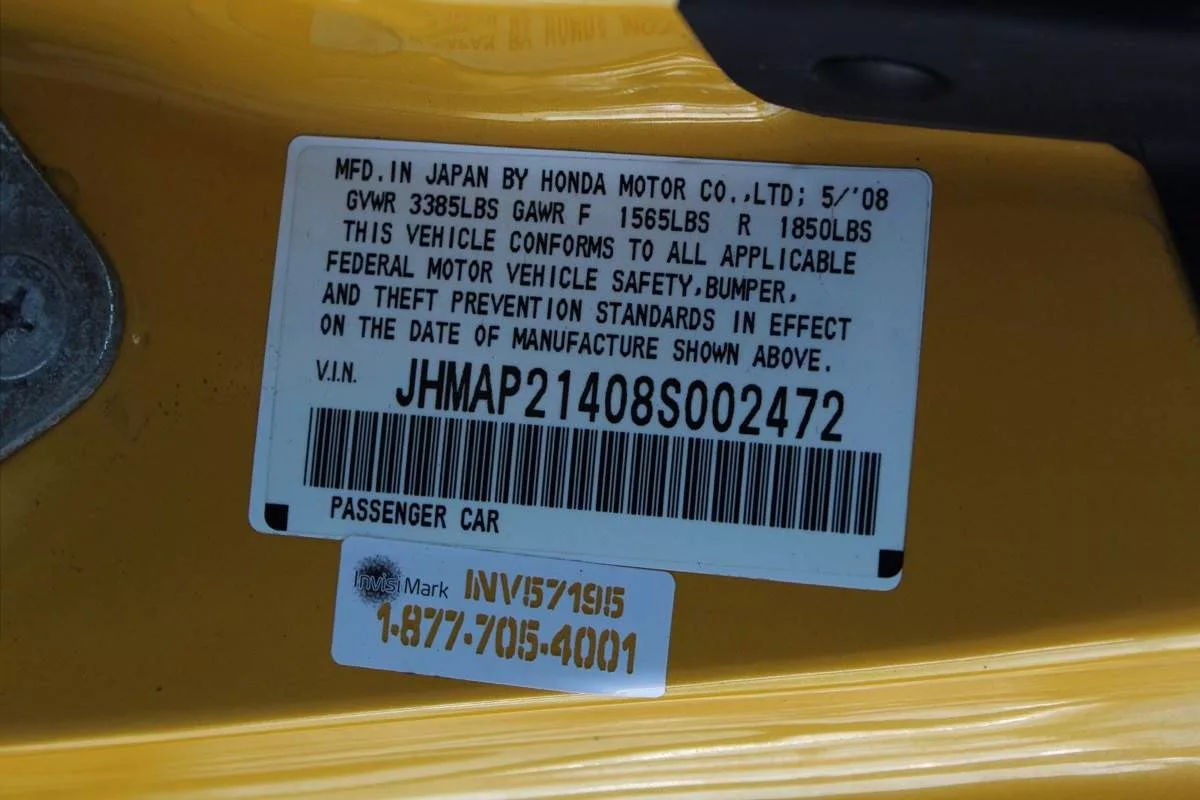 MFD. IN JAPAN BY HONDA MOTOR CO.,LTD; 5/'08
GVWR 3385LBS GAWR F 1565LBS R 1850LBS
THIS VEHICLE CONFORMS TO ALL APPLICABLE
FEDERAL MOTOR VEHICLE SAFETY,BUMPER,
AND THEFT PREVENTION STANDARDS IN EFFECT
ON THE DATE OF MANUFACTURE SHOWN ABOVE.
V.I.N. JHMAP21408S002472
PASSENGER CAR
InvisiMark INV57195
1-877-705-4001